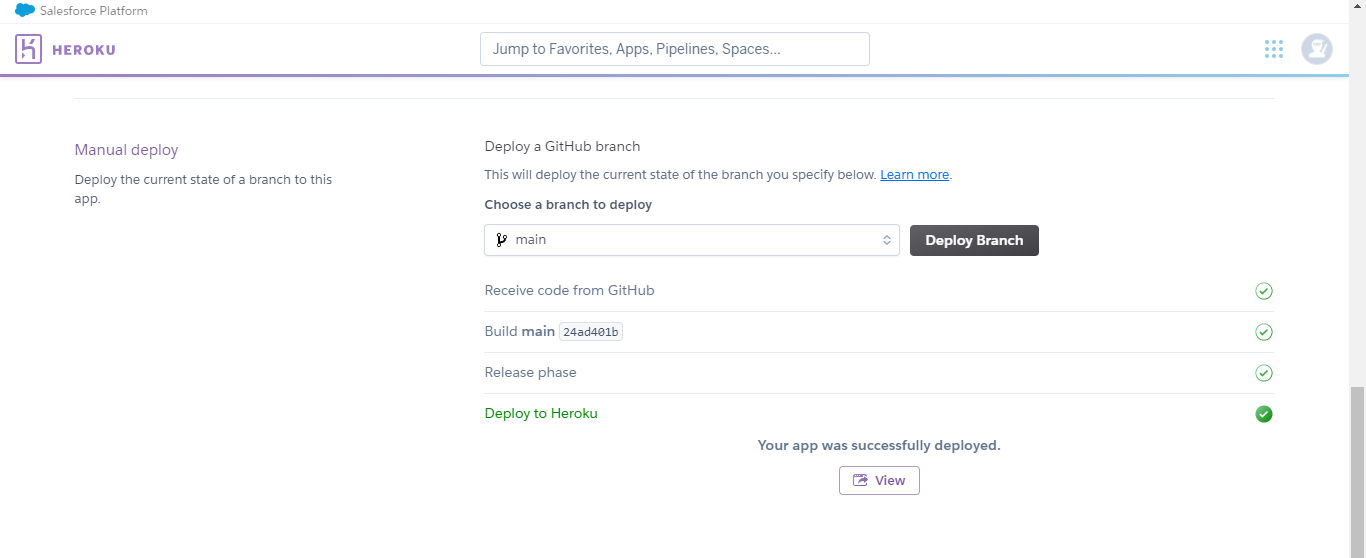 Salesforce Platform
HEROKU
Jump to Favorites, Apps, Pipelines, Spaces...
Manual deploy
Deploy the current state of a branch to this
app.
Deploy a GitHub branch
This will deploy the current state of the branch you specify below. Learn more.
Choose a branch to deploy
main
Deploy Branch
Receive code from GitHub
Build main 24ad401b
Release phase
Deploy to Heroku
Your app was successfully deployed.
View